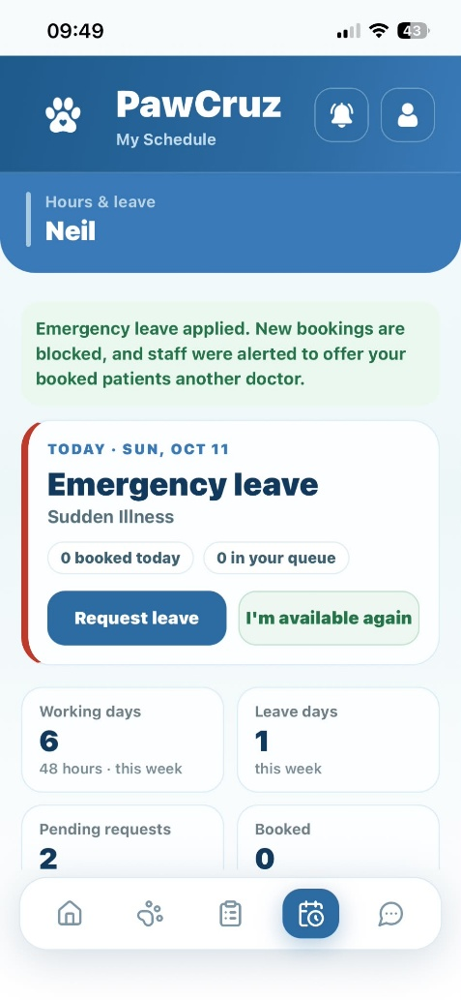 09:49
43
PawCruz
My Schedule
Hours & leave
Neil
Emergency leave applied. New bookings are
blocked, and staff were alerted to offer your
booked patients another doctor.
TODAY · SUN, OCT 11
Emergency leave
Sudden Illness
0 booked today
0 in your queue
Request leave
I'm available again
Working days
6
48 hours · this week
Leave days
1
this week
Pending requests
2
Booked
0